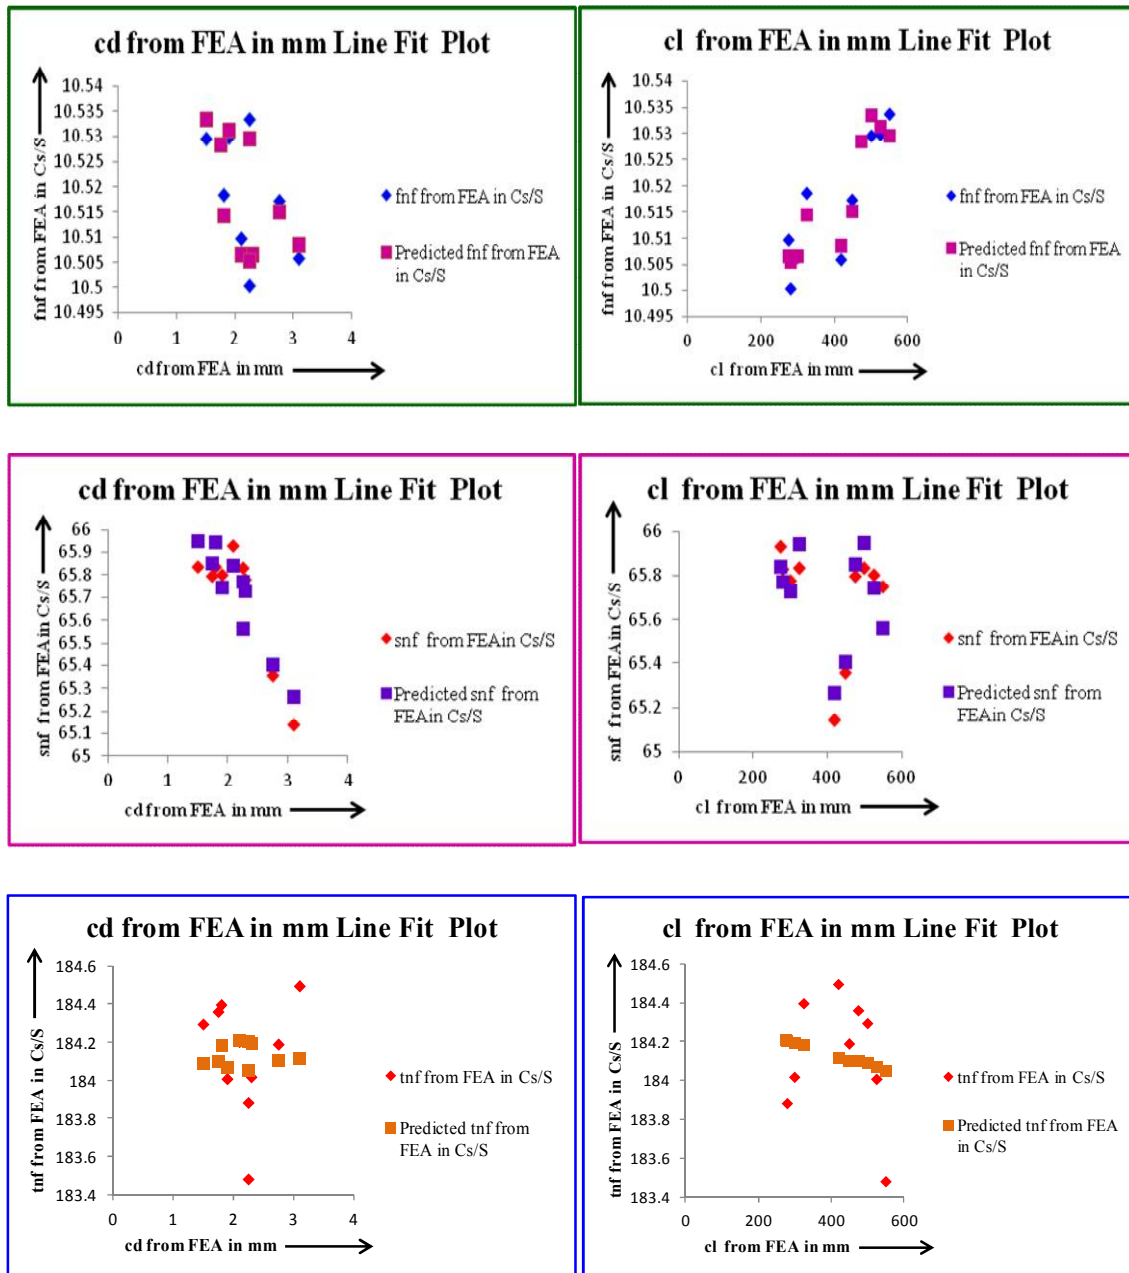 cd from FEA in mm Line Fit Plot
fnf from FEA in Cs/S
10.54
10.535
10.53
10.525
10.52
10.515
10.51
10.505
10.5
10.495
0 1 2 3 4
cd from FEA in mm
fnf from FEA in Cs/S
Predicted fnf from FEA
in Cs/S
cl from FEA in mm Line Fit Plot
fnf from FEA in Cs/S
10.54
10.535
10.53
10.525
10.52
10.515
10.51
10.505
10.5
10.495
0 200 400 600
cl from FEA in mm
fnf from FEA in Cs/S
Predicted fnf from FEA
in Cs/S
cd from FEA in mm Line Fit Plot
snf from FEA in Cs/S
66
65.9
65.8
65.7
65.6
65.5
65.4
65.3
65.2
65.1
65
0 1 2 3 4
cd from FEA in mm
snf from FEAin Cs/S
Predicted snf from
FEAin Cs/S
cl from FEA in mm Line Fit Plot
snf from FEA in Cs/S
66
65.8
65.6
65.4
65.2
65
0 200 400 600
cl from FEA in mm
snf from FEAin Cs/S
Predicted snf from
FEAin Cs/S
cd from FEA in mm Line Fit Plot
tnf from FEA in Cs/S
184.6
184.4
184.2
184
183.8
183.6
183.4
0 1 2 3 4
cd from FEA in mm
tnf from FEA in Cs/S
Predicted tnf from
FEA in Cs/S
cl from FEA in mm Line Fit Plot
tnf from FEA in Cs/S
184.6
184.4
184.2
184
183.8
183.6
183.4
0 200 400 600
cl from FEA in mm
tnf from FEA in Cs/S
Predicted tnf from FEA
in Cs/S